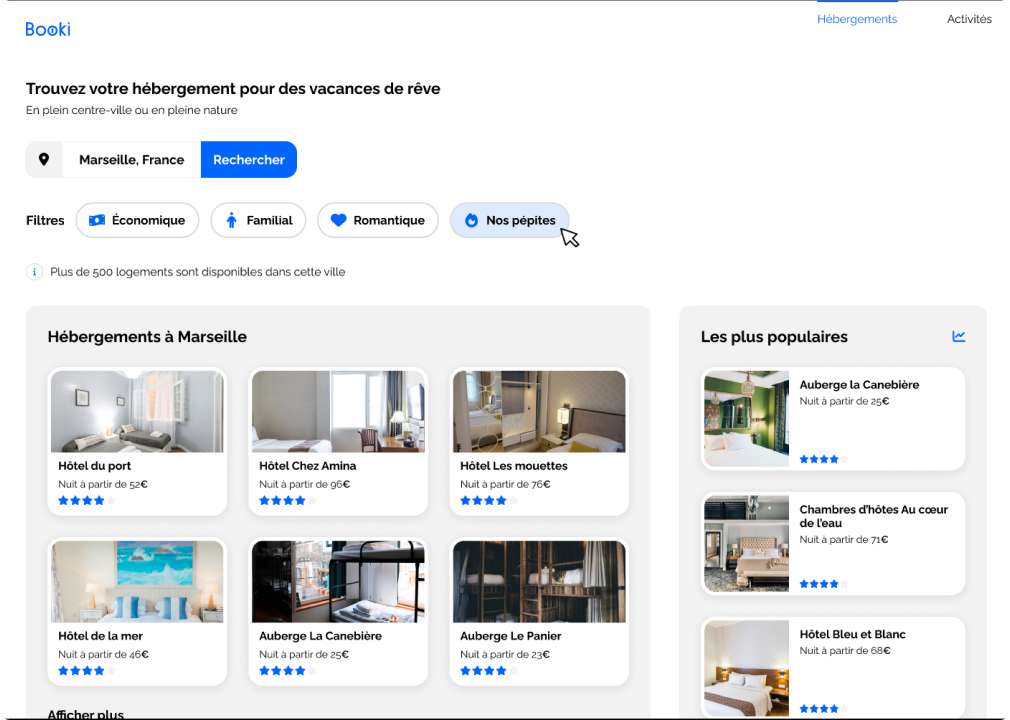 Booki
Hébergements
Activités
Trouvez votre hébergement pour des vacances de rêve
En plein centre-ville ou en pleine nature
Marseille, France
Rechercher
Filtres
Économique
Familial
Romantique
Nos pépites
i
Plus de 500 logements sont disponibles dans cette ville
Hébergements à Marseille
Hôtel du port
Nuit à partir de 52€
Hôtel Chez Amina
Nuit à partir de 96€
Hôtel Les mouettes
Nuit à partir de 76€
Hôtel de la mer
Nuit à partir de 46€
Auberge La Canebière
Nuit à partir de 25€
Auberge Le Panier
Nuit à partir de 23€
Afficher plus
Les plus populaires
Auberge la Canebière
Nuit à partir de 25€
Chambres d'hôtes Au cœur
de l'eau
Nuit à partir de 71€
Hôtel Bleu et Blanc
Nuit à partir de 68€